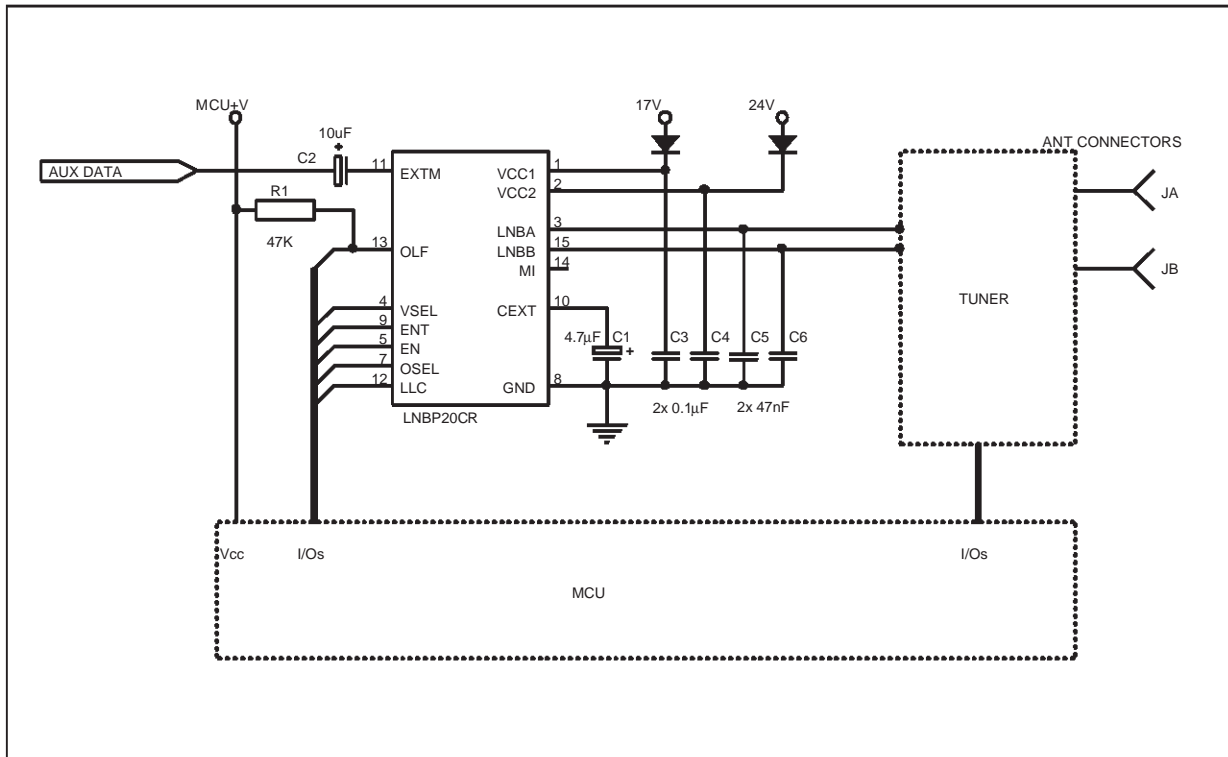 MCU+V
17V
24V
10uF
+
ANT CONNECTORS
C2
AUX DATA
11
EXTM
VCC1
1
VCC2
2
JA
R1
47K
LNBA
3
13
OLF
LNBB
15
MI
14
JB
TUNER
4
VSEL
CEXT
10
9
ENT
4.7µF
C1
+
C3
C4
C5
C6
5
EN
7
OSEL
12
LLC
GND
8
2x 0.1µF
2x 47nF
LNBP20CR
Vcc
I/Os
I/Os
MCU